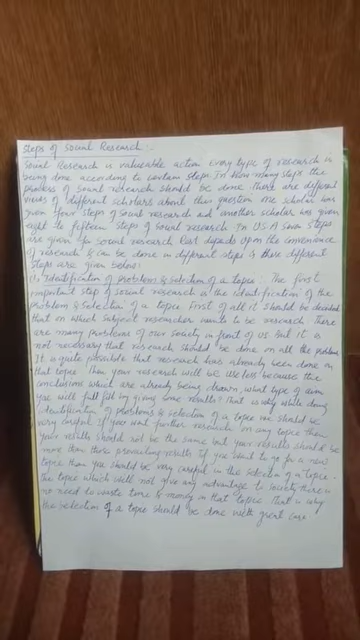 Steps of Social Research :-
Social Research is valueable action every type of research is
being done according to certain steps In how many steps the
process of social research should be done. There are different
views of different scholars about this question one scholar has
given four steps of social research and another scholar has given
eight to fifteen steps of social research. In U.S.A Seven steps
are given for social research. But depends upon the convenience
of research & can be done in different steps is these different
steps are given below:
(1) Identification of problems & selection of a topic: The first
important step of social research is the identification of the
problem & selection of a topic. First of all it should be decided
that on which subject researcher wants to be research There
are many problems of our society in front of us but it is
not necessary that research should be done on all the problems
It is quite possible that research has already been done on
that topic Then your research will be use less because the
conclusions which are already being drawn, what type of aim
you will full fill by giving same results? That is why while doing
identification of problems & selection of a topic we should be
very careful if you want further research on any topic then
your results should not be the same but your results should be
more than those prevailing results If you want to go for a new
topic then you should be very careful in the selection of a topic.
the topic which will not give any advantage to society there is
no need to waste time & money in that topic. That is why
the selection of a topic should be done with great care